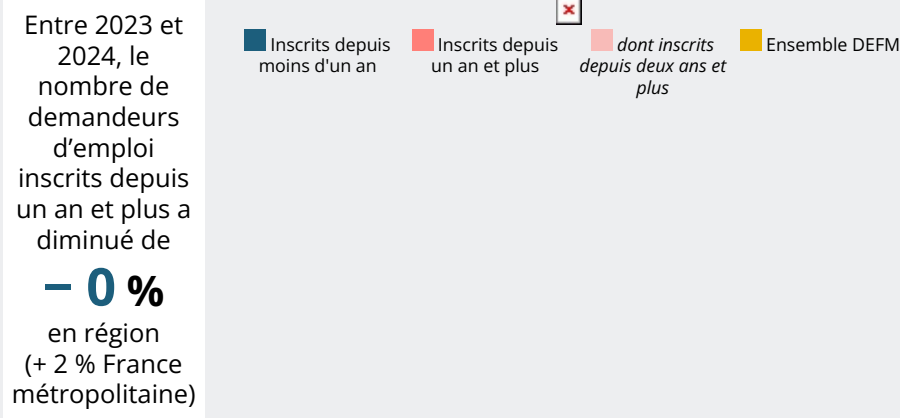 Entre 2023 et
2024, le
nombre de
demandeurs
d’emploi
inscrits depuis
un an et plus a
diminué de
− 0 %
en région
(+ 2 % France
métropolitaine)
Inscrits depuis
moins d'un an
Inscrits depuis
un an et plus
dont inscrits
depuis deux ans et
plus
Ensemble DEFM